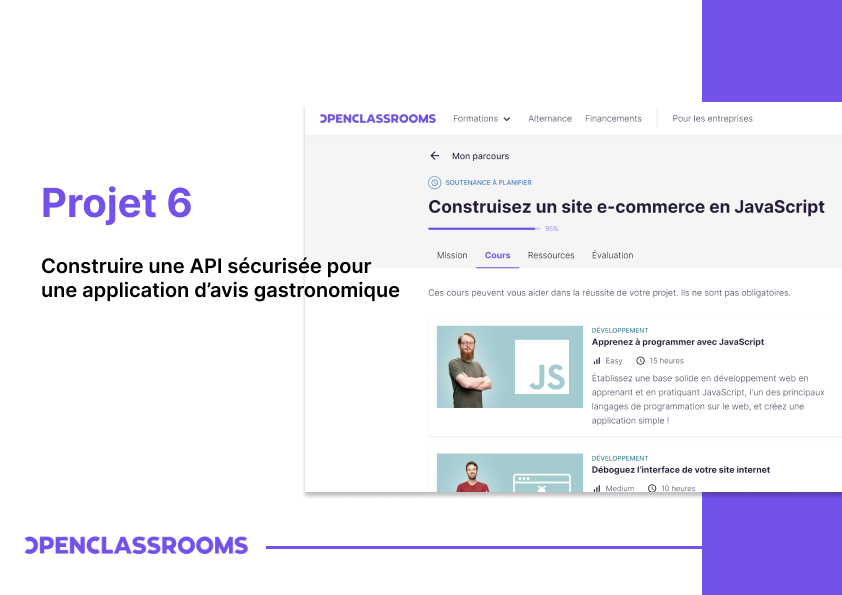 OPENCLASSROOMS
Formations
Alternance
Financements
Pour les entreprises
Mon parcours
SOUTENANCE À PLANIFIER
Construisez un site e-commerce en JavaScript
95%
Mission
Cours
Ressources
Évaluation
Ces cours peuvent vous aider dans la réussite de votre projet. Ils ne sont pas obligatoires.
JS
DÉVELOPPEMENT
Apprenez à programmer avec JavaScript
Easy
15 heures
Établissez une base solide en développement web en
apprenant et en pratiquant JavaScript, l'un des principaux
langages de programmation sur le web, et créez une
application simple !
DÉVELOPPEMENT
Déboguez l'interface de votre site internet
Medium
10 heures
Projet 6
Construire une API sécurisée pour
une application d'avis gastronomique
OPENCLASSROOMS